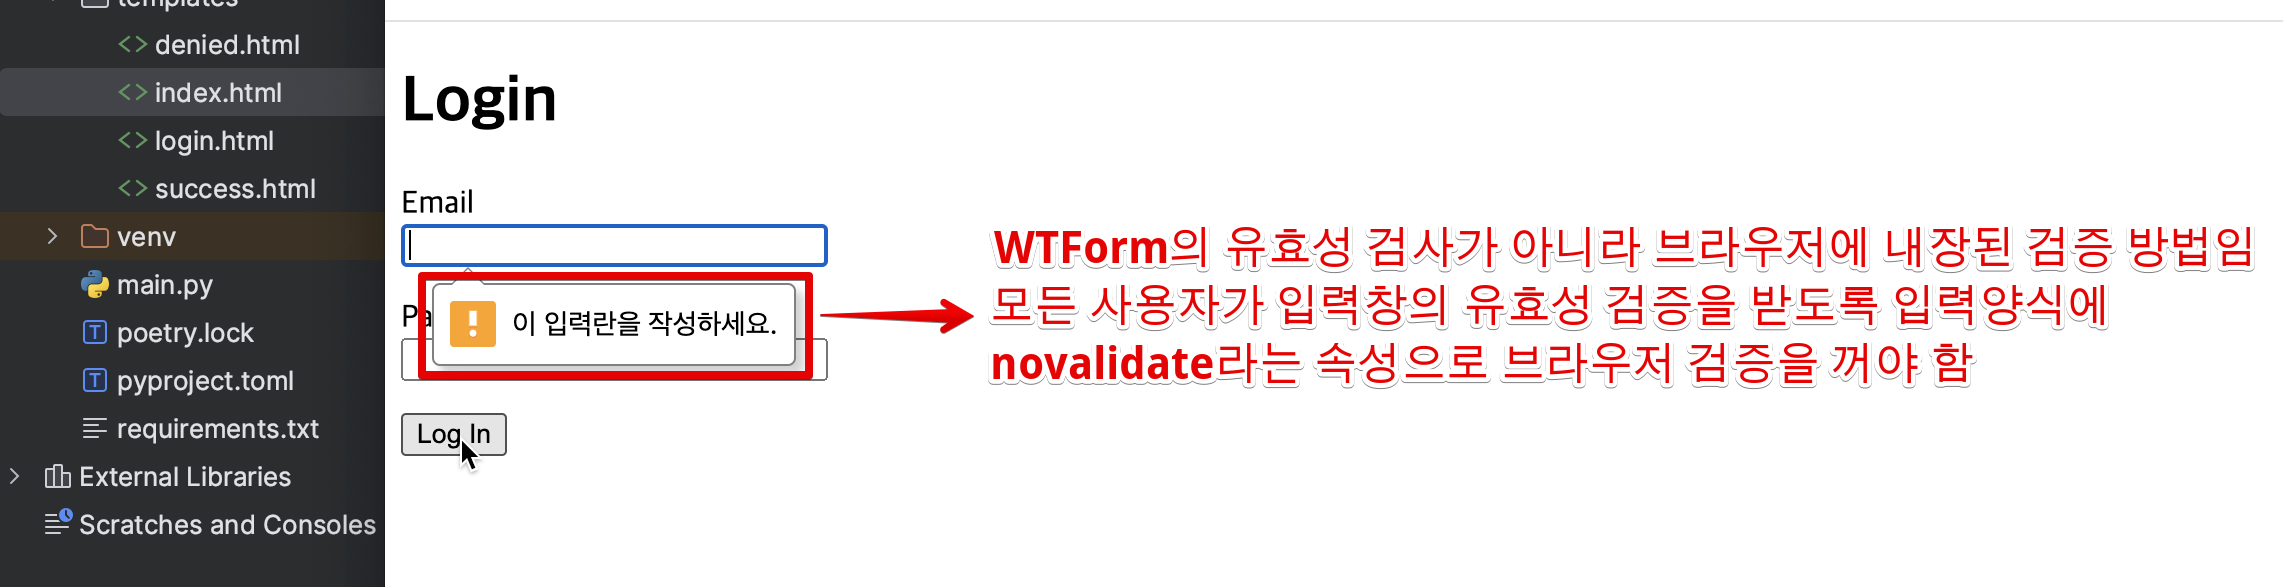 templates
denied.html
index.html
login.html
success.html
venv
main.py
poetry.lock
pyproject.toml
requirements.txt
External Libraries
Scratches and Consoles
Login
Email
Pa
이 입력란을 작성하세요.
Log In
WTForm의 유효성 검사가 아니라 브라우저에 내장된 검증 방법임
모든 사용자가 입력창의 유효성 검증을 받도록 입력양식에
novalidate라는 속성으로 브라우저 검증을 꺼야 함